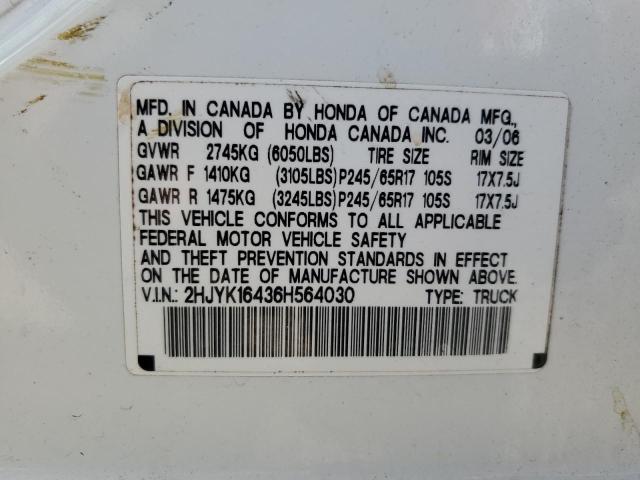 MFD. IN CANADA BY HONDA OF CANADA MFG.,
A DIVISION OF HONDA CANADA INC. 03/06
GVWR 2745KG (6050LBS) TIRE SIZE RIM SIZE
GAWR F 1410KG (3105LBS) P245/65R17 105S 17X7.5J
GAWR R 1475KG (3245LBS) P245/65R17 105S 17X7.5J
THIS VEHICLE CONFORMS TO ALL APPLICABLE
FEDERAL MOTOR VEHICLE SAFETY
AND THEFT PREVENTION STANDARDS IN EFFECT
ON THE DATE OF MANUFACTURE SHOWN ABOVE.
V.I.N.: 2HJYK16436H564030 TYPE: TRUCK